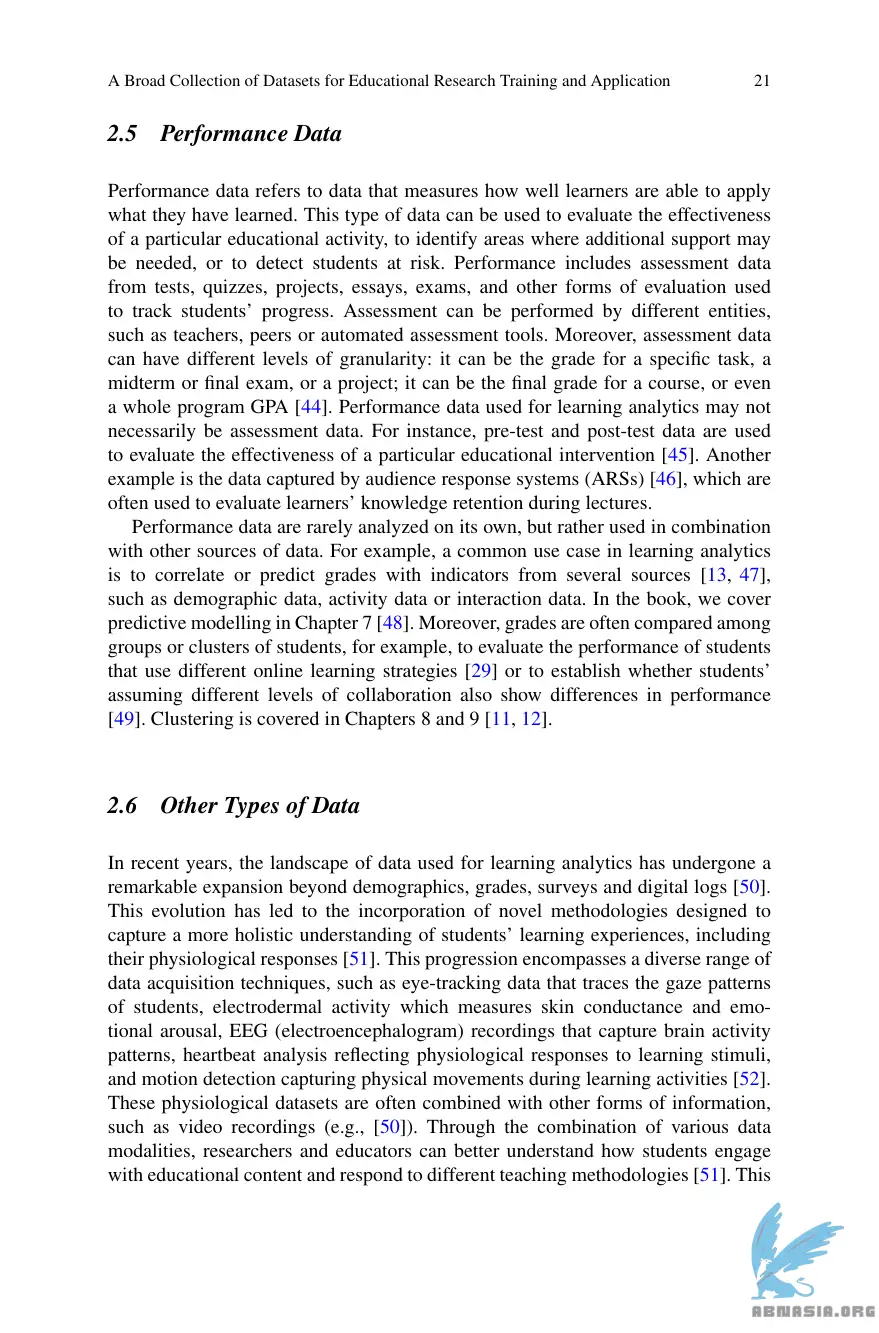 A Broad Collection of Datasets for Educational Research Training and Application 21
2.5 Performance Data
Performance data refers to data that measures how well learners are able to apply
what they have learned. This type of data can be used to evaluate the effectiveness
of a particular educational activity, to identify areas where additional support may
be needed, or to detect students at risk. Performance includes assessment data
from tests, quizzes, projects, essays, exams, and other forms of evaluation used
to track students’ progress. Assessment can be performed by different entities,
such as teachers, peers or automated assessment tools. Moreover, assessment data
can have different levels of granularity: it can be the grade for a specific task, a
midterm or final exam, or a project; it can be the final grade for a course, or even
a whole program GPA [44]. Performance data used for learning analytics may not
necessarily be assessment data. For instance, pre-test and post-test data are used
to evaluate the effectiveness of a particular educational intervention [45]. Another
example is the data captured by audience response systems (ARSs) [46], which are
often used to evaluate learners’ knowledge retention during lectures.
Performance data are rarely analyzed on its own, but rather used in combination
with other sources of data. For example, a common use case in learning analytics
is to correlate or predict grades with indicators from several sources [13, 47],
such as demographic data, activity data or interaction data. In the book, we cover
predictive modelling in Chapter 7 [48]. Moreover, grades are often compared among
groups or clusters of students, for example, to evaluate the performance of students
that use different online learning strategies [29] or to establish whether students’
assuming different levels of collaboration also show differences in performance
[49]. Clustering is covered in Chapters 8 and 9 [11, 12].
2.6 Other Types of Data
In recent years, the landscape of data used for learning analytics has undergone a
remarkable expansion beyond demographics, grades, surveys and digital logs [50].
This evolution has led to the incorporation of novel methodologies designed to
capture a more holistic understanding of students’ learning experiences, including
their physiological responses [51]. This progression encompasses a diverse range of
data acquisition techniques, such as eye-tracking data that traces the gaze patterns
of students, electrodermal activity which measures skin conductance and emo-
tional arousal, EEG (electroencephalogram) recordings that capture brain activity
patterns, heartbeat analysis reflecting physiological responses to learning stimuli,
and motion detection capturing physical movements during learning activities [52].
These physiological datasets are often combined with other forms of information,
such as video recordings (e.g., [50]). Through the combination of various data
modalities, researchers and educators can better understand how students engage
with educational content and respond to different teaching methodologies [51]. This
ABNASIA.ORG